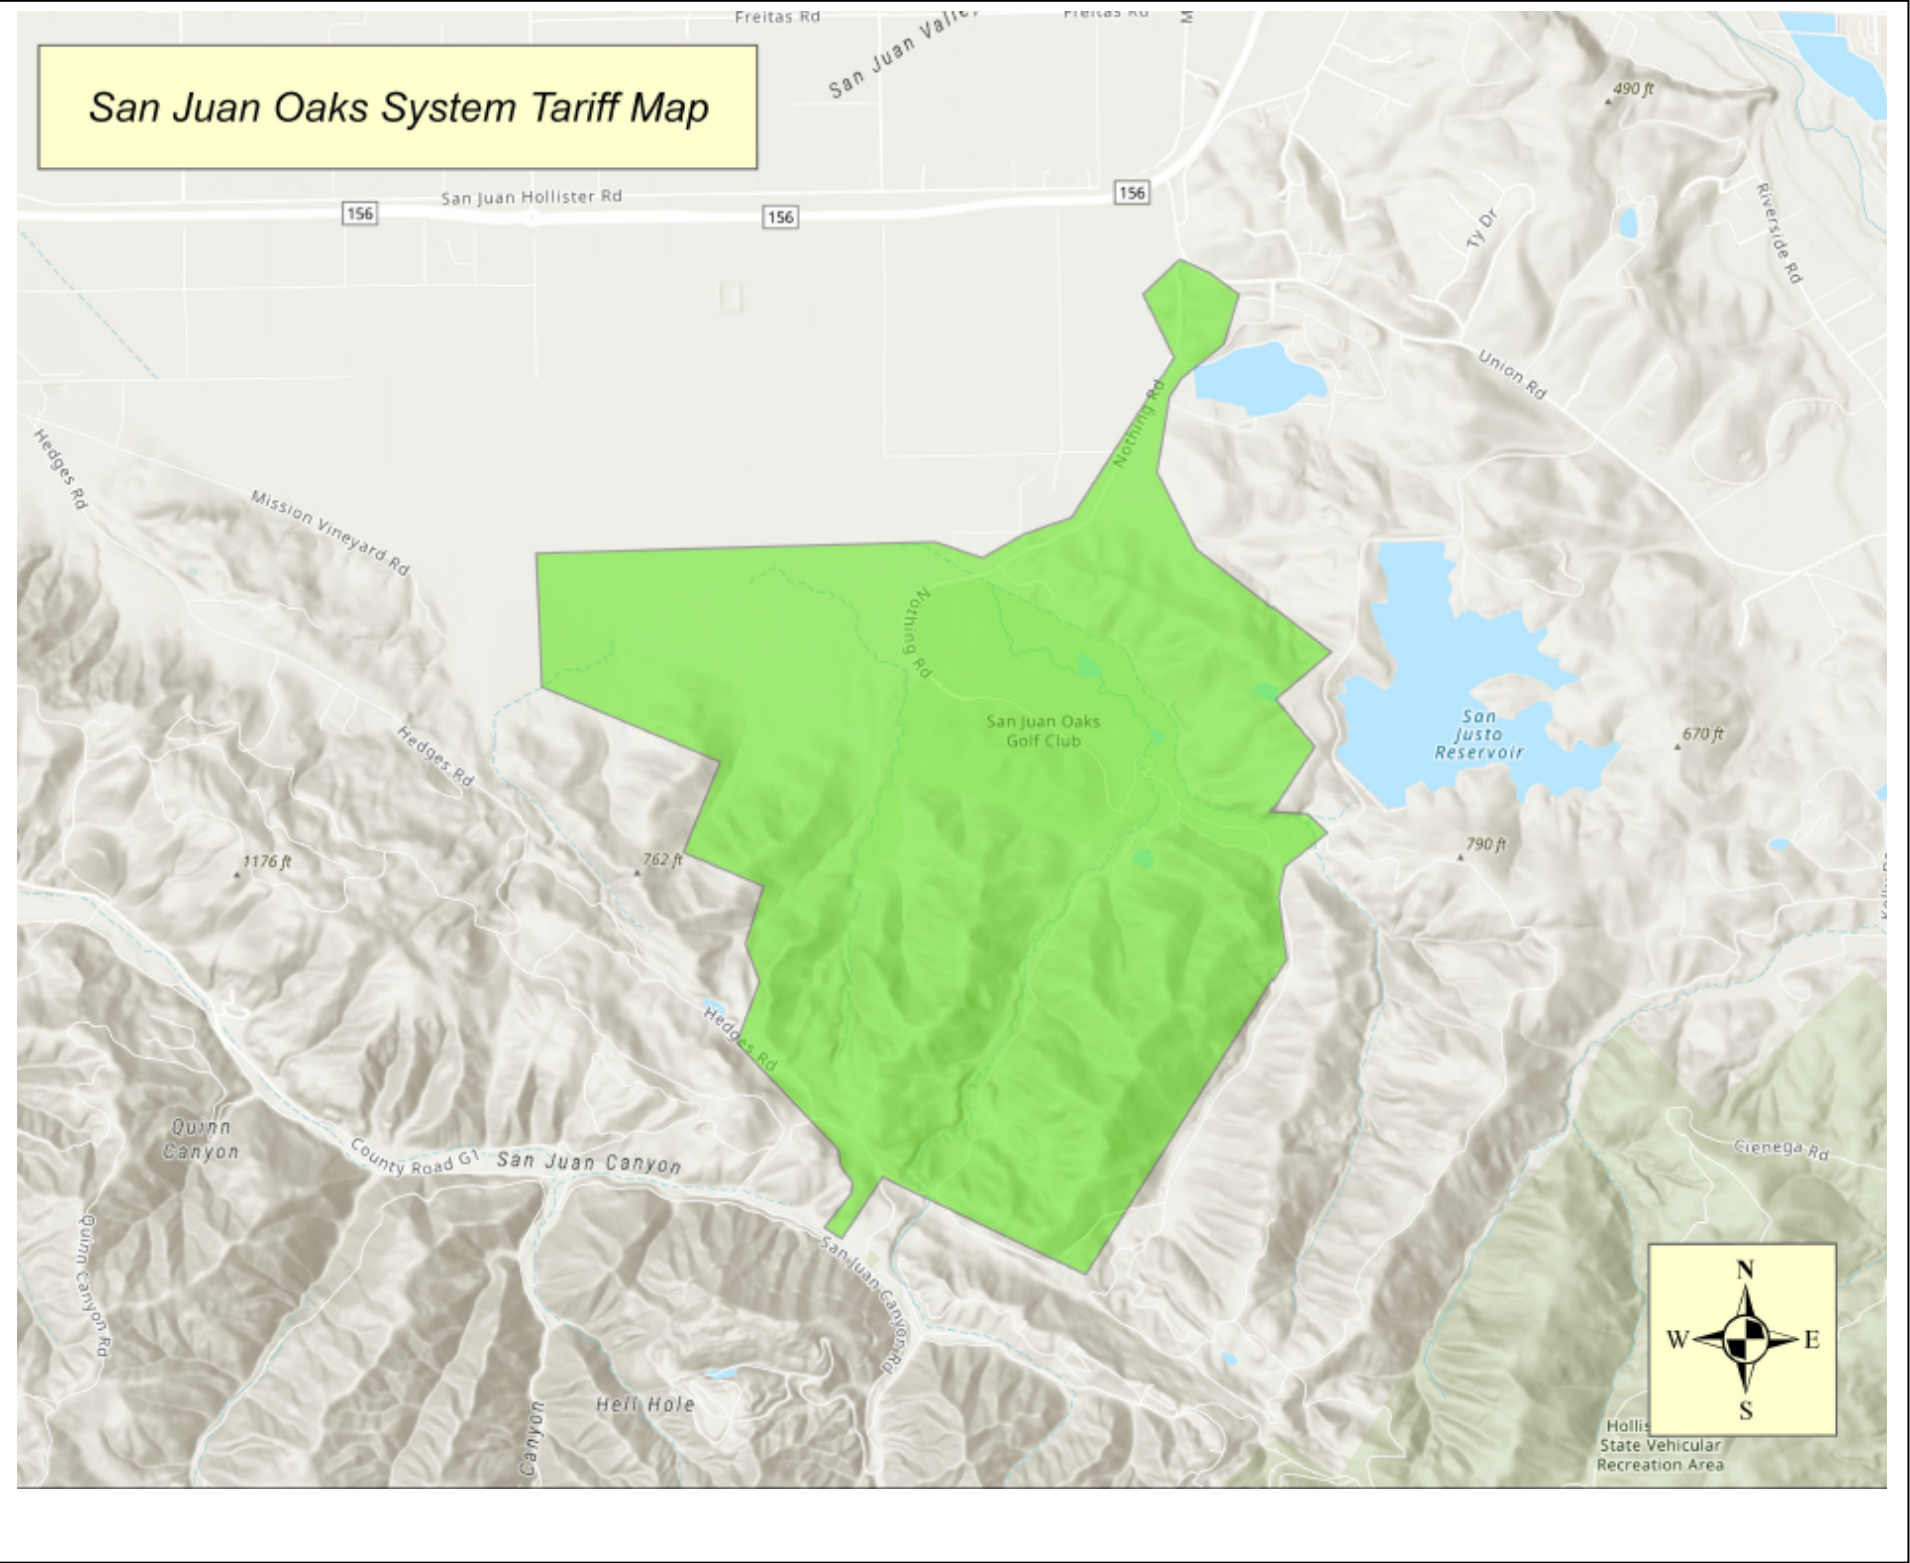 Freitas Rd
San Juan Valley
Freitas Rd
San Juan Oaks System Tariff Map
490 ft
San Juan Hollister Rd
156
156
156
Ty Dr
Riverside Rd
Union Rd
Nothing Rd
Hedges Rd
Mission Vineyard Rd
Nothing Rd
San Juan Oaks
Golf Club
San
Justo
Reservoir
670 ft
Hedges Rd
1176 ft
762 ft
790 ft
Hedges Rd
Quinn
Canyon
County Road G1
San Juan Canyon
Cienega Rd
Quinn Canyon Rd
San Juan Canyon Rd
N
W
E
S
Hell Hole
Canyon
Hollis
State Vehicular
Recreation Area